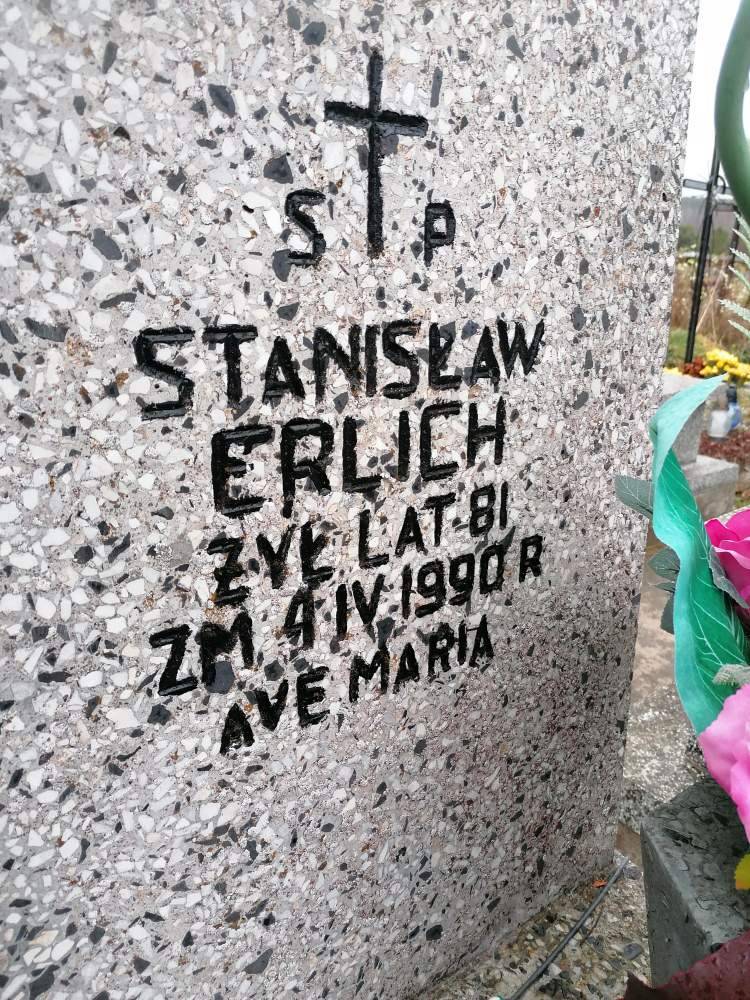 S P
STANISŁAW
ERLICH
ŻYŁ LAT 81
ZM 4 IV 1990 R
AVE MARIA